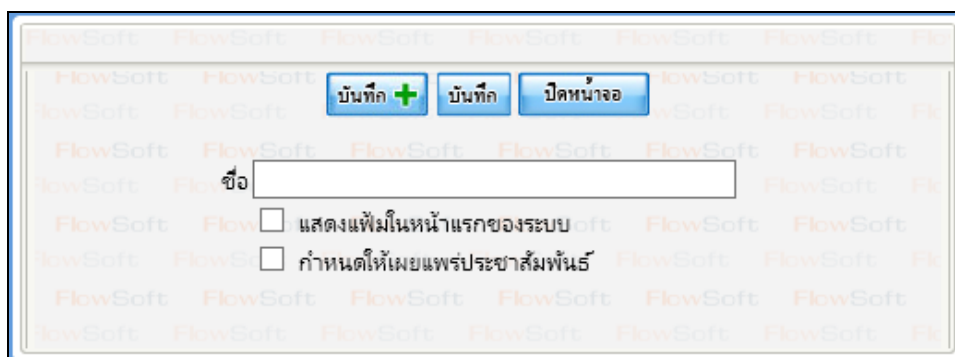 บันทึก บันทึก ปิดหน้าจอ
ชื่อ
แสดงแฟ้มในหน้าแรกของระบบ
กำหนดให้เผยแพร่ประชาสัมพันธ์
FlowSoft